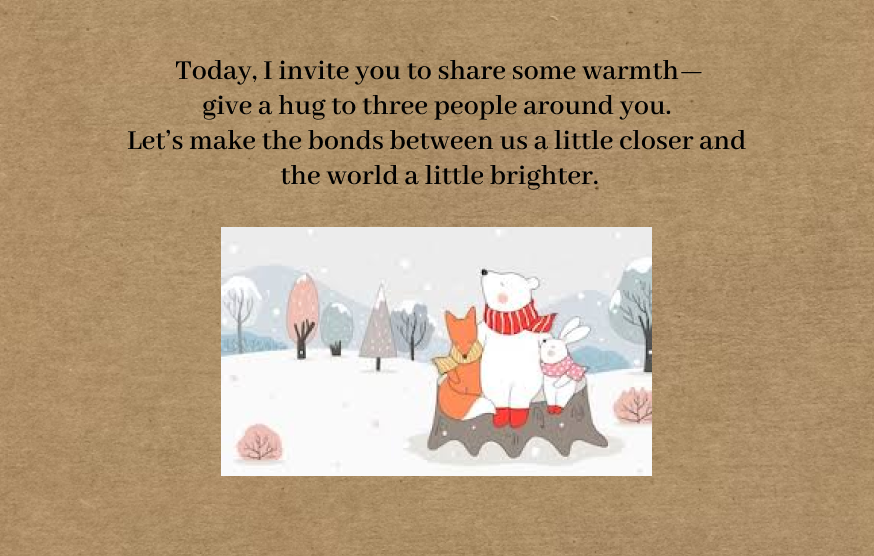 Today, I invite you to share some warmth—
give a hug to three people around you.
Let’s make the bonds between us a little closer and
the world a little brighter.